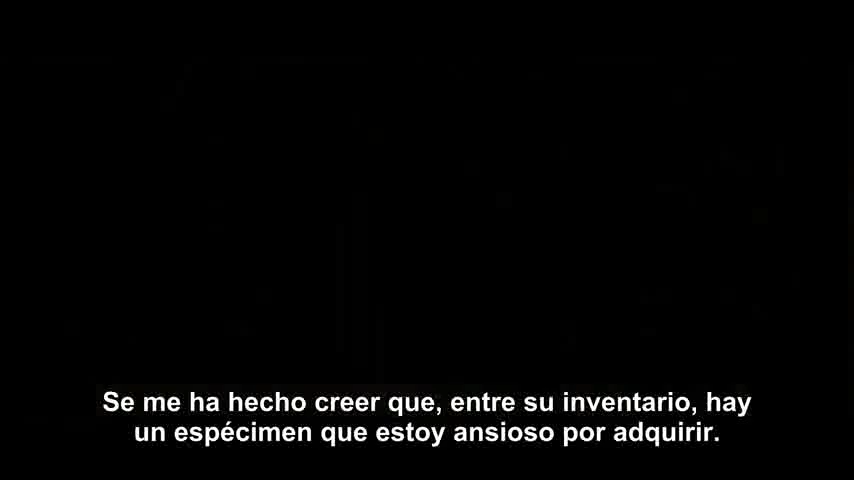 Se me ha hecho creer que, entre su inventario, hay
un espécimen que estoy ansioso por adquirir.